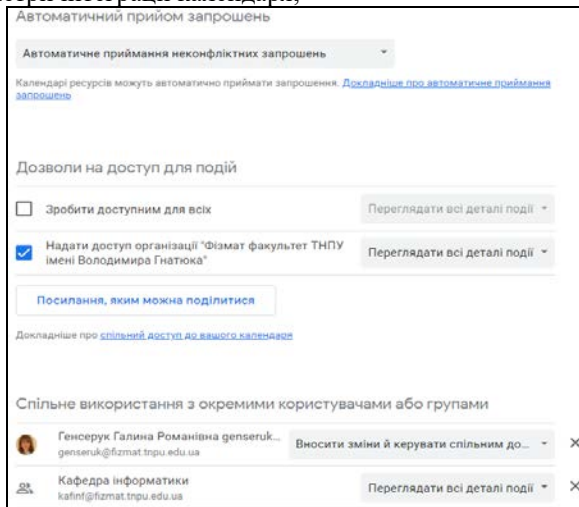 Автоматичний прийом запрошень
Автоматичне приймання неконфліктних запрошень
Календарі ресурсів можуть автоматично приймати запрошення. Докладніше про автоматичне приймання
запрошень
Дозволи на доступ для подій
Зробити доступним для всіх Переглядати всі деталі події
Надати доступ організації "Фізмат факультет ТНПУ
імені Володимира Гнатюка" Переглядати всі деталі події
Посилання, яким можна поділитися
Докладніше про спільний доступ до вашого календаря
Спільне використання з окремими користувачами або групами
Генсерук Галина Романівна genseruk... Вносити зміни й керувати спільним до...
genseruk@fizmat.tnpu.edu.ua
Кафедра інформатики Переглядати всі деталі події
kafinf@fizmat.tnpu.edu.ua